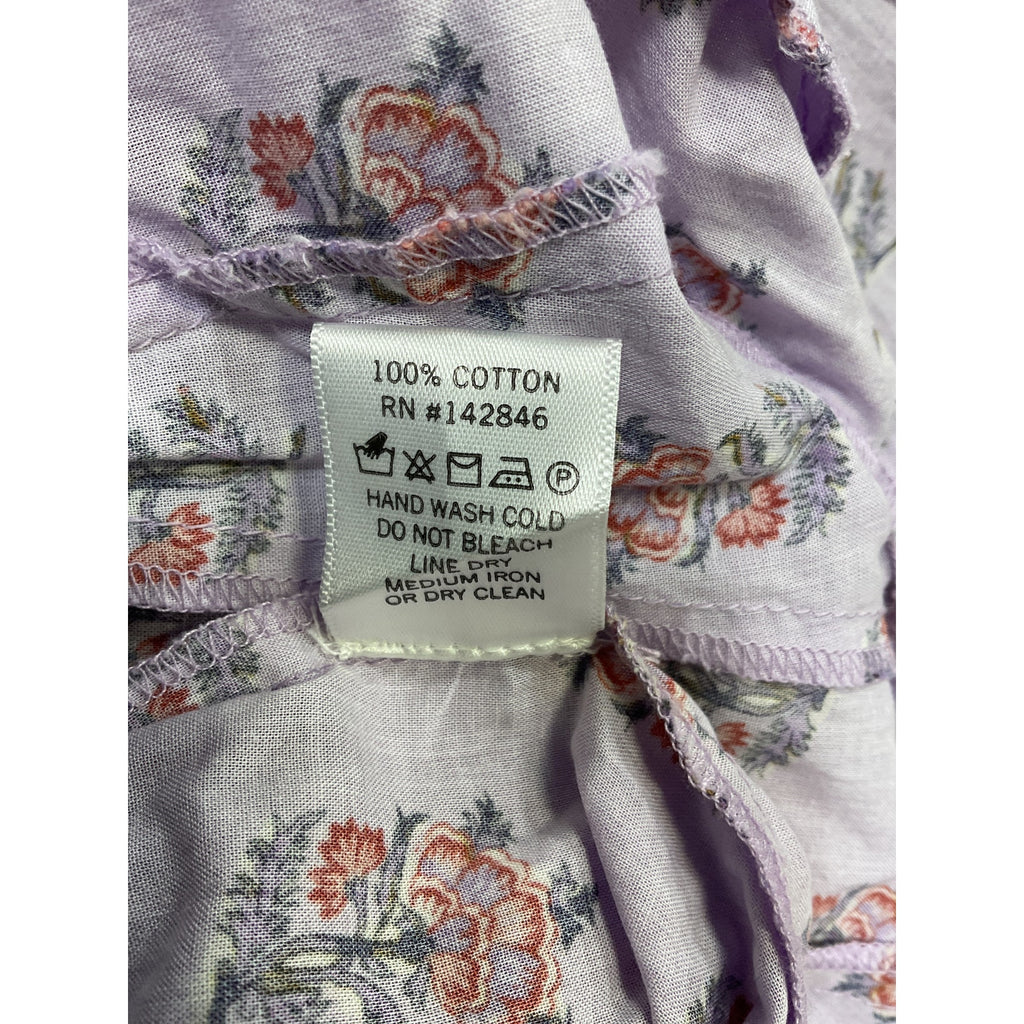 100% COTTON
RN #142846
P
HAND WASH COLD
DO NOT BLEACH
LINE DRY
MEDIUM IRON
OR DRY CLEAN